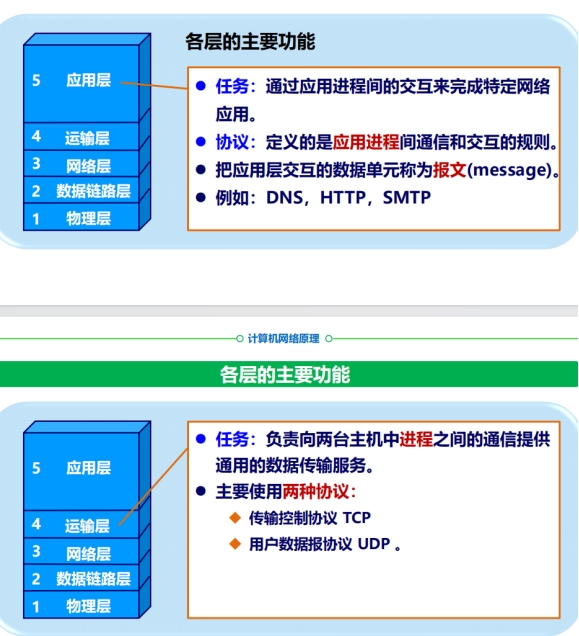 各层的主要功能
5 应用层
4 运输层
3 网络层
2 数据链路层
1 物理层
● 任务：通过应用进程间的交互来完成特定网络
应用。
● 协议：定义的是应用进程间通信和交互的规则。
● 把应用层交互的数据单元称为报文(message)。
● 例如：DNS，HTTP，SMTP
计算机网络原理
各层的主要功能
5 应用层
4 运输层
3 网络层
2 数据链路层
1 物理层
● 任务：负责向两台主机中进程之间的通信提供
通用的数据传输服务。
● 主要使用两种协议：
◆ 传输控制协议 TCP
◆ 用户数据报协议 UDP 。